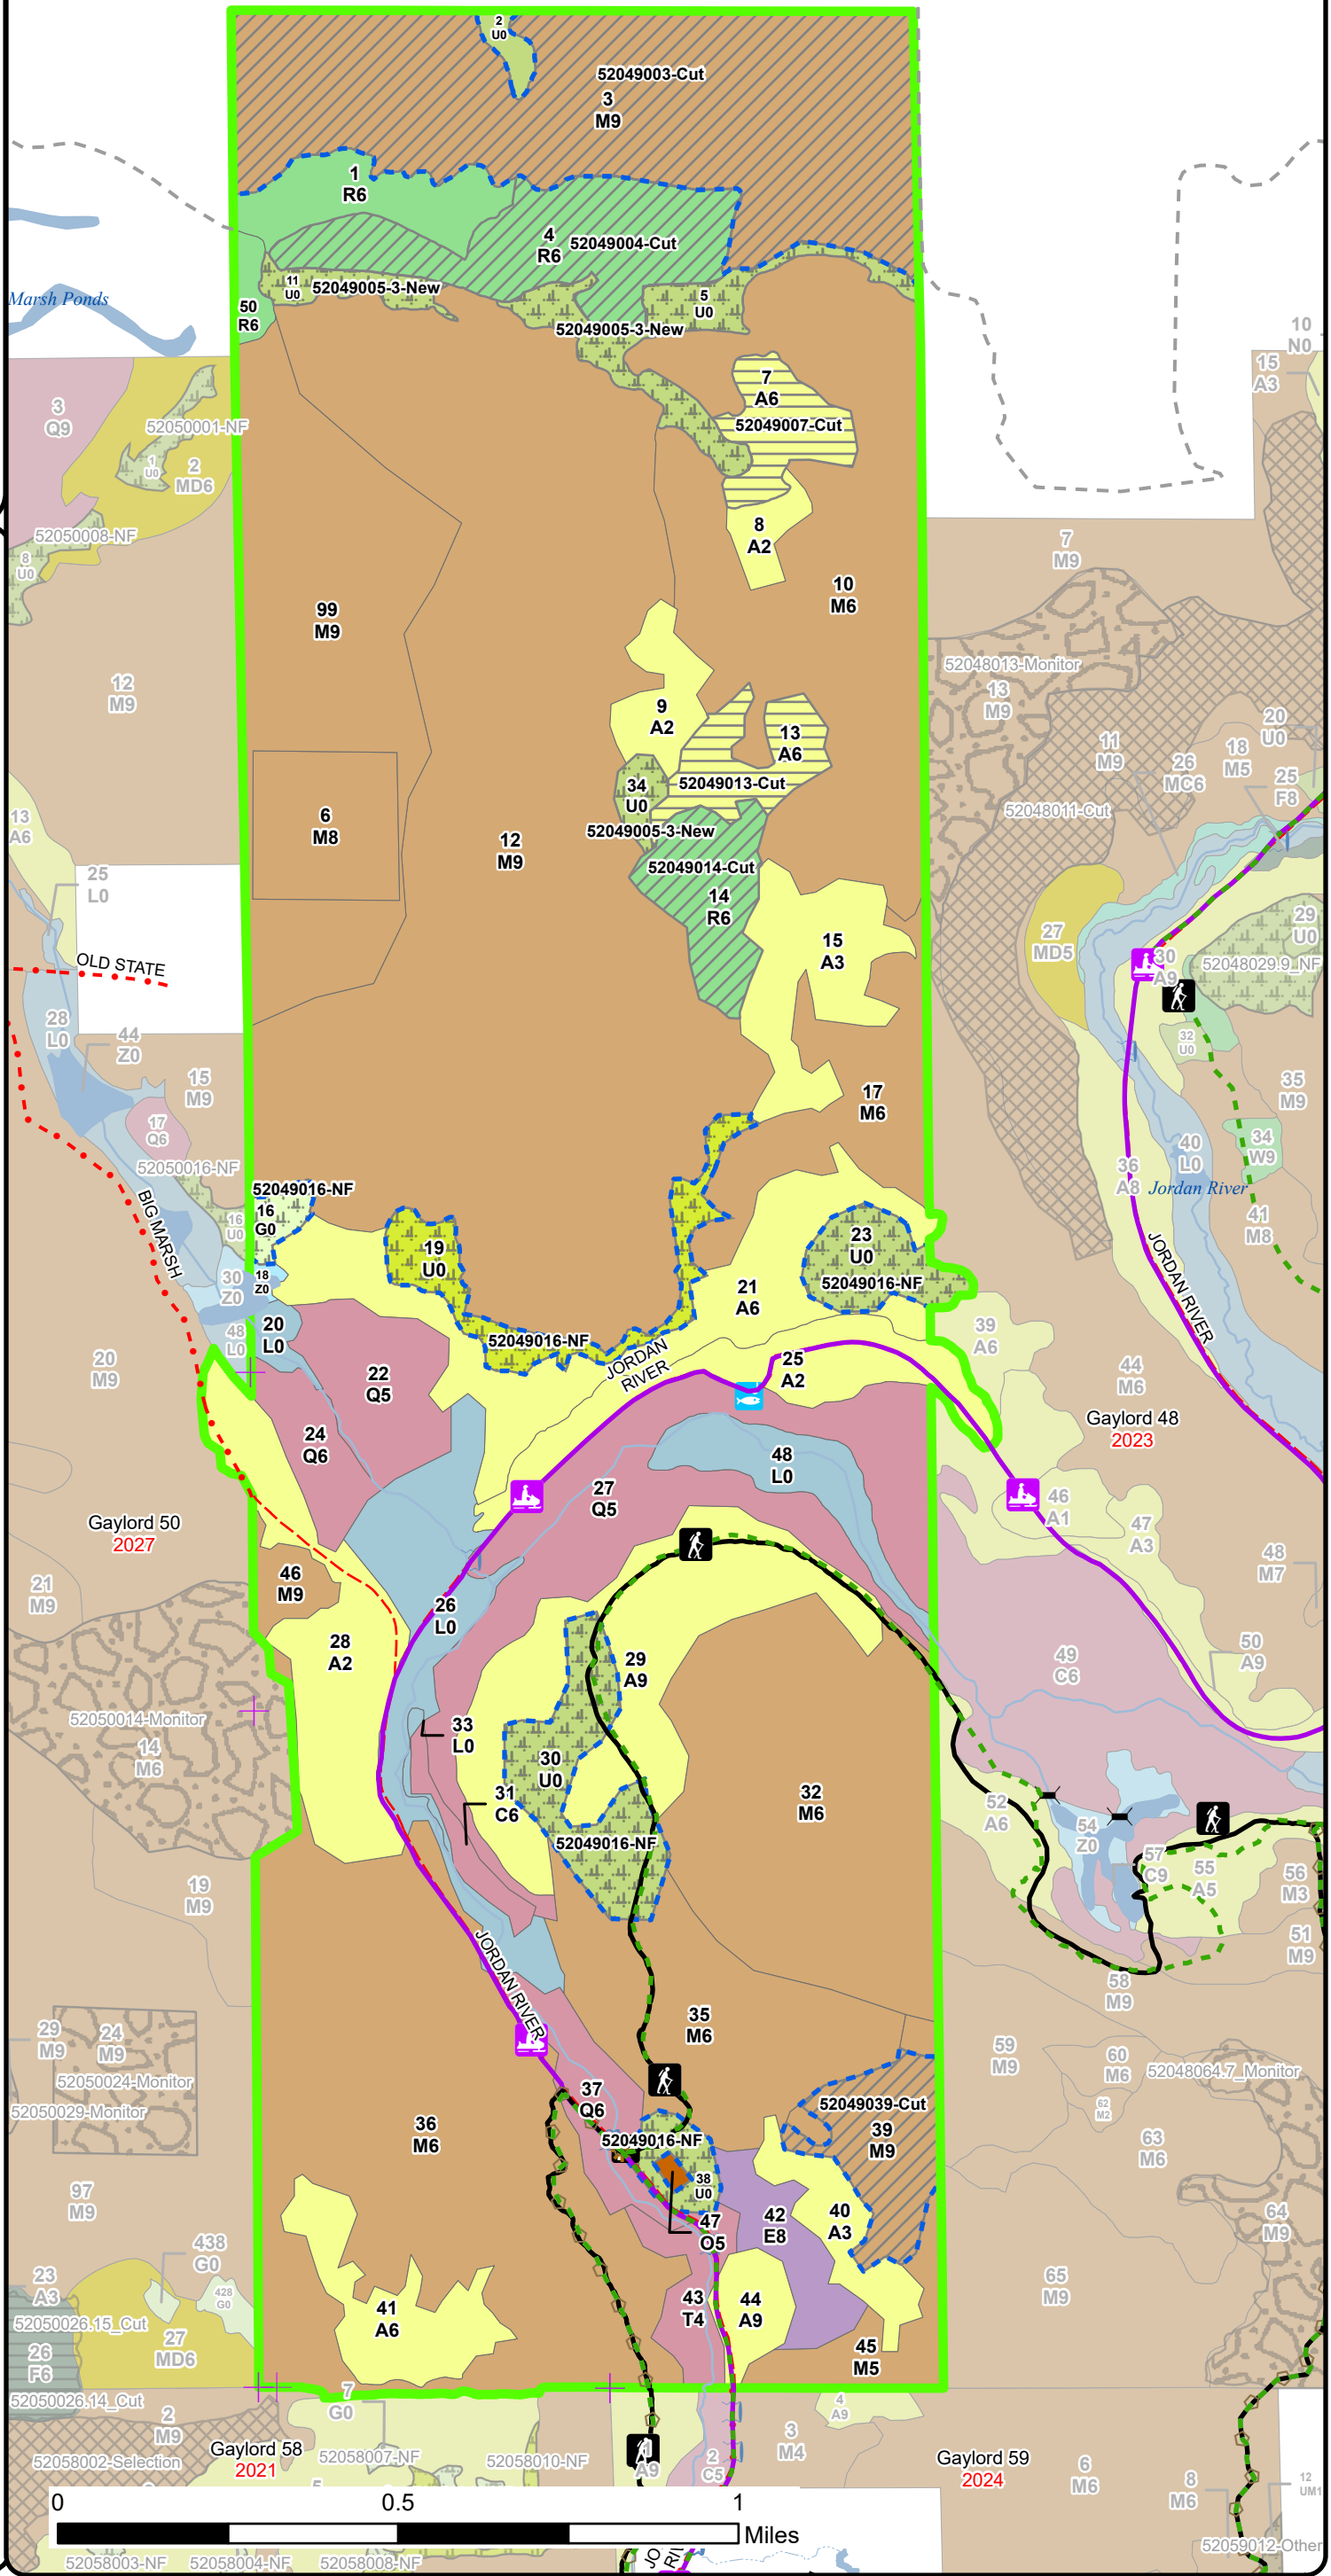 2
U0
52049003-Cut
3
M9
1
R6
4
R6
52049004-Cut
11
U0
52049005-3-New
5
U0
50
R6
52049005-3-New
Marsh Ponds
10
N0
15
A3
3
Q9
52050001-NF
1
U0
2
MD6
52050008-NF
8
U0
7
A6
52049007-Cut
8
A2
7
M9
99
M9
10
M6
52048013-Monitor
13
M9
12
M9
9
A2
13
A6
20
U0
11
M9
26
MC6
18
M5
25
F8
52049013-Cut
34
U0
6
M8
12
M9
52049005-3-New
52048011-Cut
13
A6
52049014-Cut
14
R6
25
L0
29
U0
15
A3
27
MD5
30
A9
52048029.9_NF
OLD STATE
28
L0
44
Z0
32
U0
15
M9
17
M6
35
M9
17
Q6
34
W9
40
L0
36
A8
Jordan River
52050016-NF
52049016-NF
16
G0
16
U0
41
M8
BIG MARSH
19
U0
23
U0
52049016-NF
JORDAN RIVER
30
Z0
18
Z0
21
A6
20
L0
48
L0
52049016-NF
39
A6
20
M9
JORDAN
RIVER
25
A2
44
M6
22
Q5
Gaylord 48
2023
24
Q6
48
L0
27
Q5
46
A1
47
A3
Gaylord 50
2027
48
M7
46
M9
21
M9
26
L0
28
A2
29
A9
50
A9
49
C6
52050014-Monitor
14
M6
33
L0
30
U0
31
C6
32
M6
52049016-NF
52
A6
54
Z0
57
C9
55
A5
56
M3
19
M9
51
M9
JORDAN RIVER
58
M9
35
M6
29
M9
24
M9
59
M9
60
M6
52048064.7_Monitor
52050024-Monitor
52050029-Monitor
37
Q6
52049039-Cut
39
M9
62
M2
36
M6
52049016-NF
63
M6
38
U0
97
M9
47
O5
42
E8
40
A3
64
M9
438
G0
428
G0
23
A3
65
M9
43
T4
44
A9
41
A6
52050026.15_Cut
27
MD6
26
F6
45
M5
52050026.14_Cut
7
G0
2
M9
4
A9
3
M4
Gaylord 58
2021
52058002-Selection
52058007-NF
52058010-NF
A9
2
C5
Gaylord 59
2024
6
M6
8
M6
12
UM1
0
0.5
1
Miles
52059012-Other
52058003-NF
52058004-NF
52058008-NF